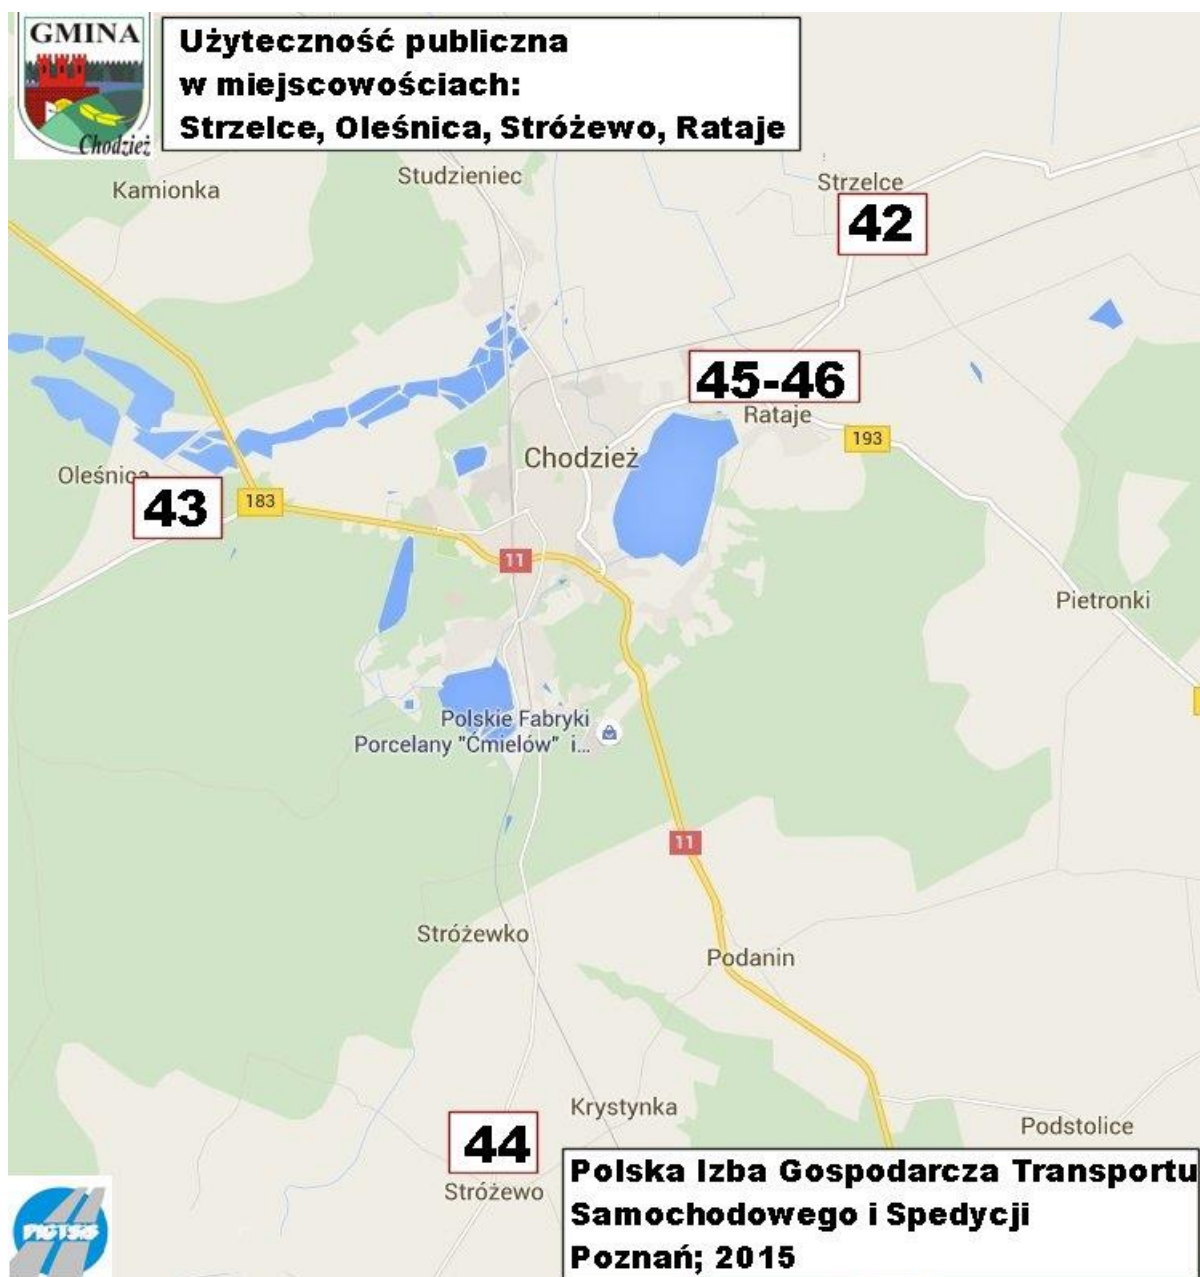 GMINA
Chodzież
Użyteczność publiczna
w miejscowościach:
Strzelce, Oleśnica, Stróżewo, Rataje
Kamionka
Studzieniec
Strzelce
42
45-46
Rataje
193
Chodzież
Oleśnica
43
183
11
Pietronki
Polskie Fabryki
Porcelany "Ćmielów" i...
11
Stróżewko
Podanin
Krystynka
Podstolice
44
Stróżewo
Polska Izba Gospodarcza Transportu
Samochodowego i Spedycji
Poznań; 2015
PIGTSiS